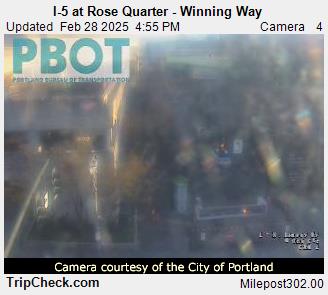 I-5 at Rose Quarter - Winning Way
Updated Feb 28 2025 4:55 PM Camera 4
PBOT
PORTLAND BUREAU OF TRANSPORTATION
Camera courtesy of the City of Portland
TripCheck.com Milepost302.00